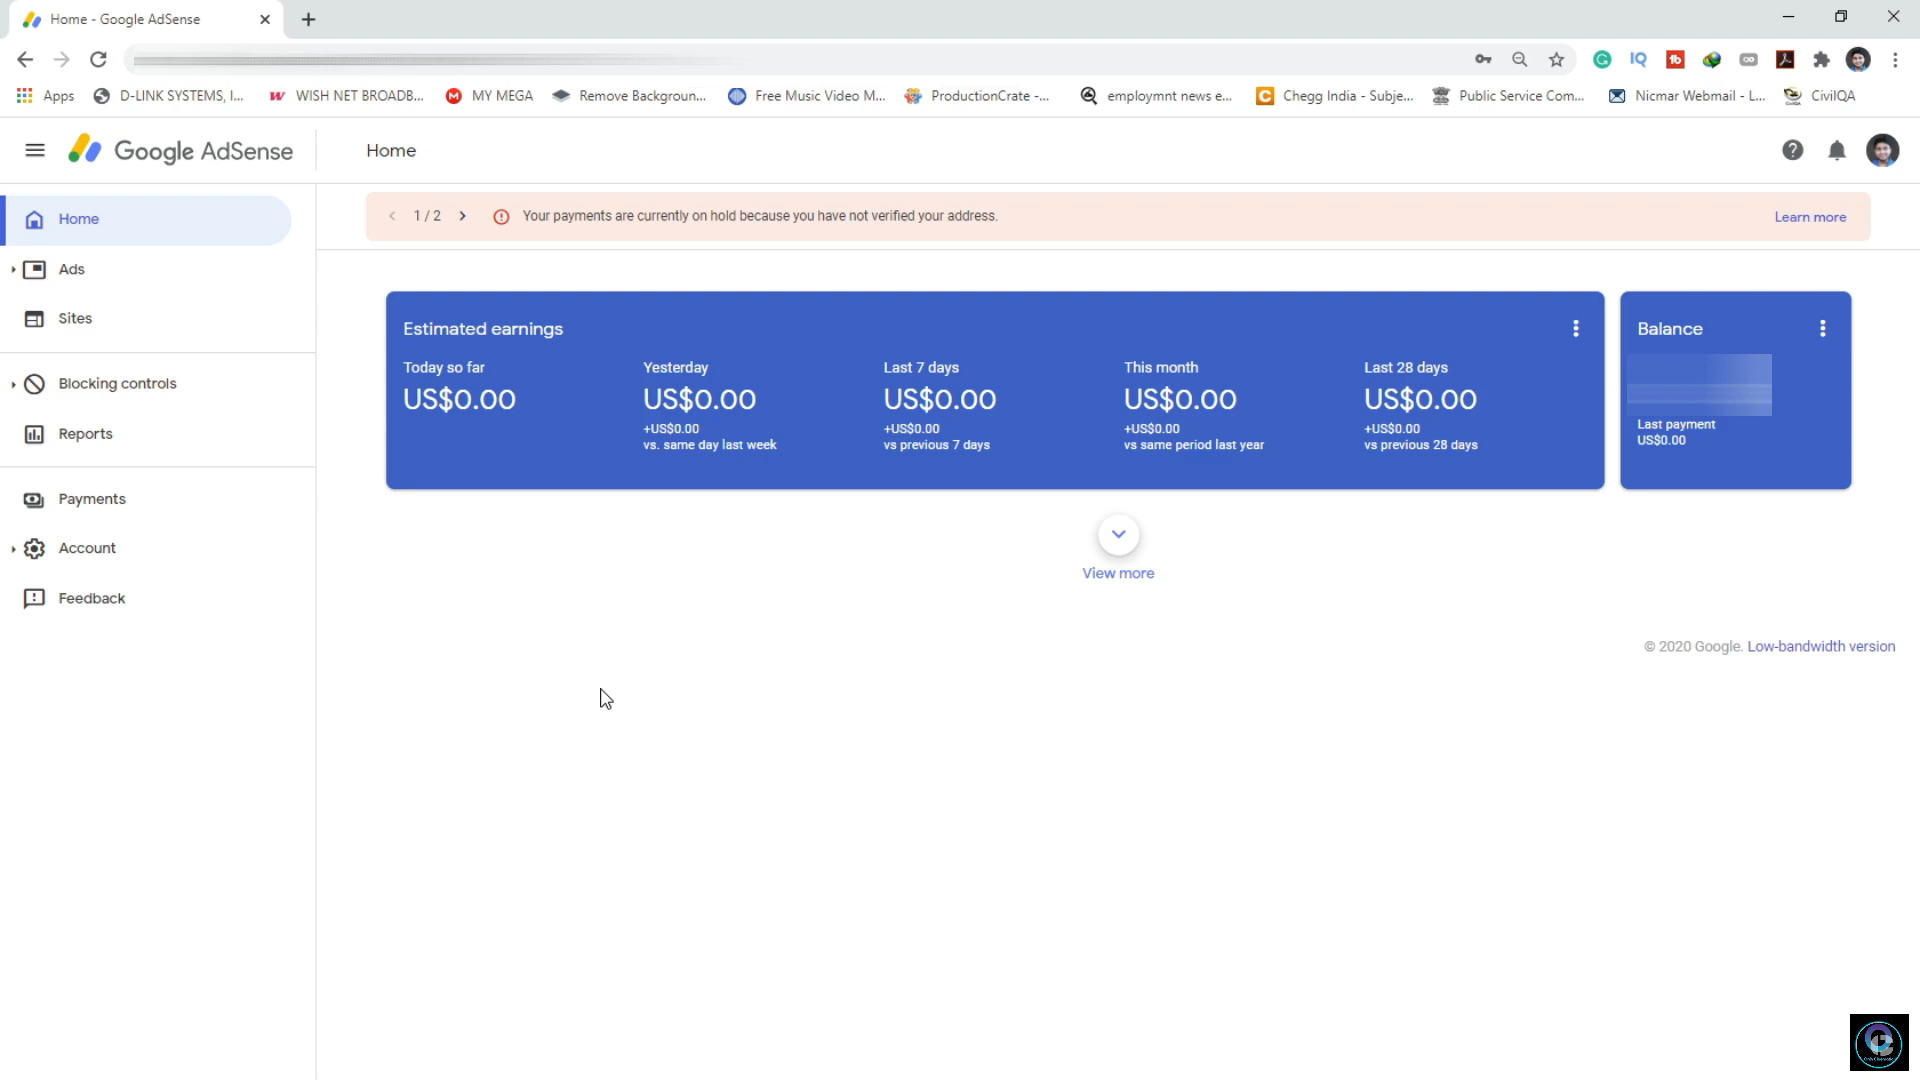 Home - Google AdSense
Apps
D-LINK SYSTEMS, I...
WISH NET BROADB...
MY MEGA
Remove Backgroun...
Free Music Video M...
ProductionCrate -...
employmnt news e...
Chegg India - Subje...
Public Service Com...
Nicmar Webmail - L...
CivilQA
Google AdSense
Home
Home
Ads
Sites
Blocking controls
Reports
Payments
Account
Feedback
1 / 2
Your payments are currently on hold because you have not verified your address.
Learn more
Estimated earnings
Today so far
US$0.00
Yesterday
US$0.00
+US$0.00
vs. same day last week
Last 7 days
US$0.00
+US$0.00
vs previous 7 days
This month
US$0.00
+US$0.00
vs same period last year
Last 28 days
US$0.00
+US$0.00
vs previous 28 days
Balance
Last payment
US$0.00
View more
© 2020 Google. Low-bandwidth version